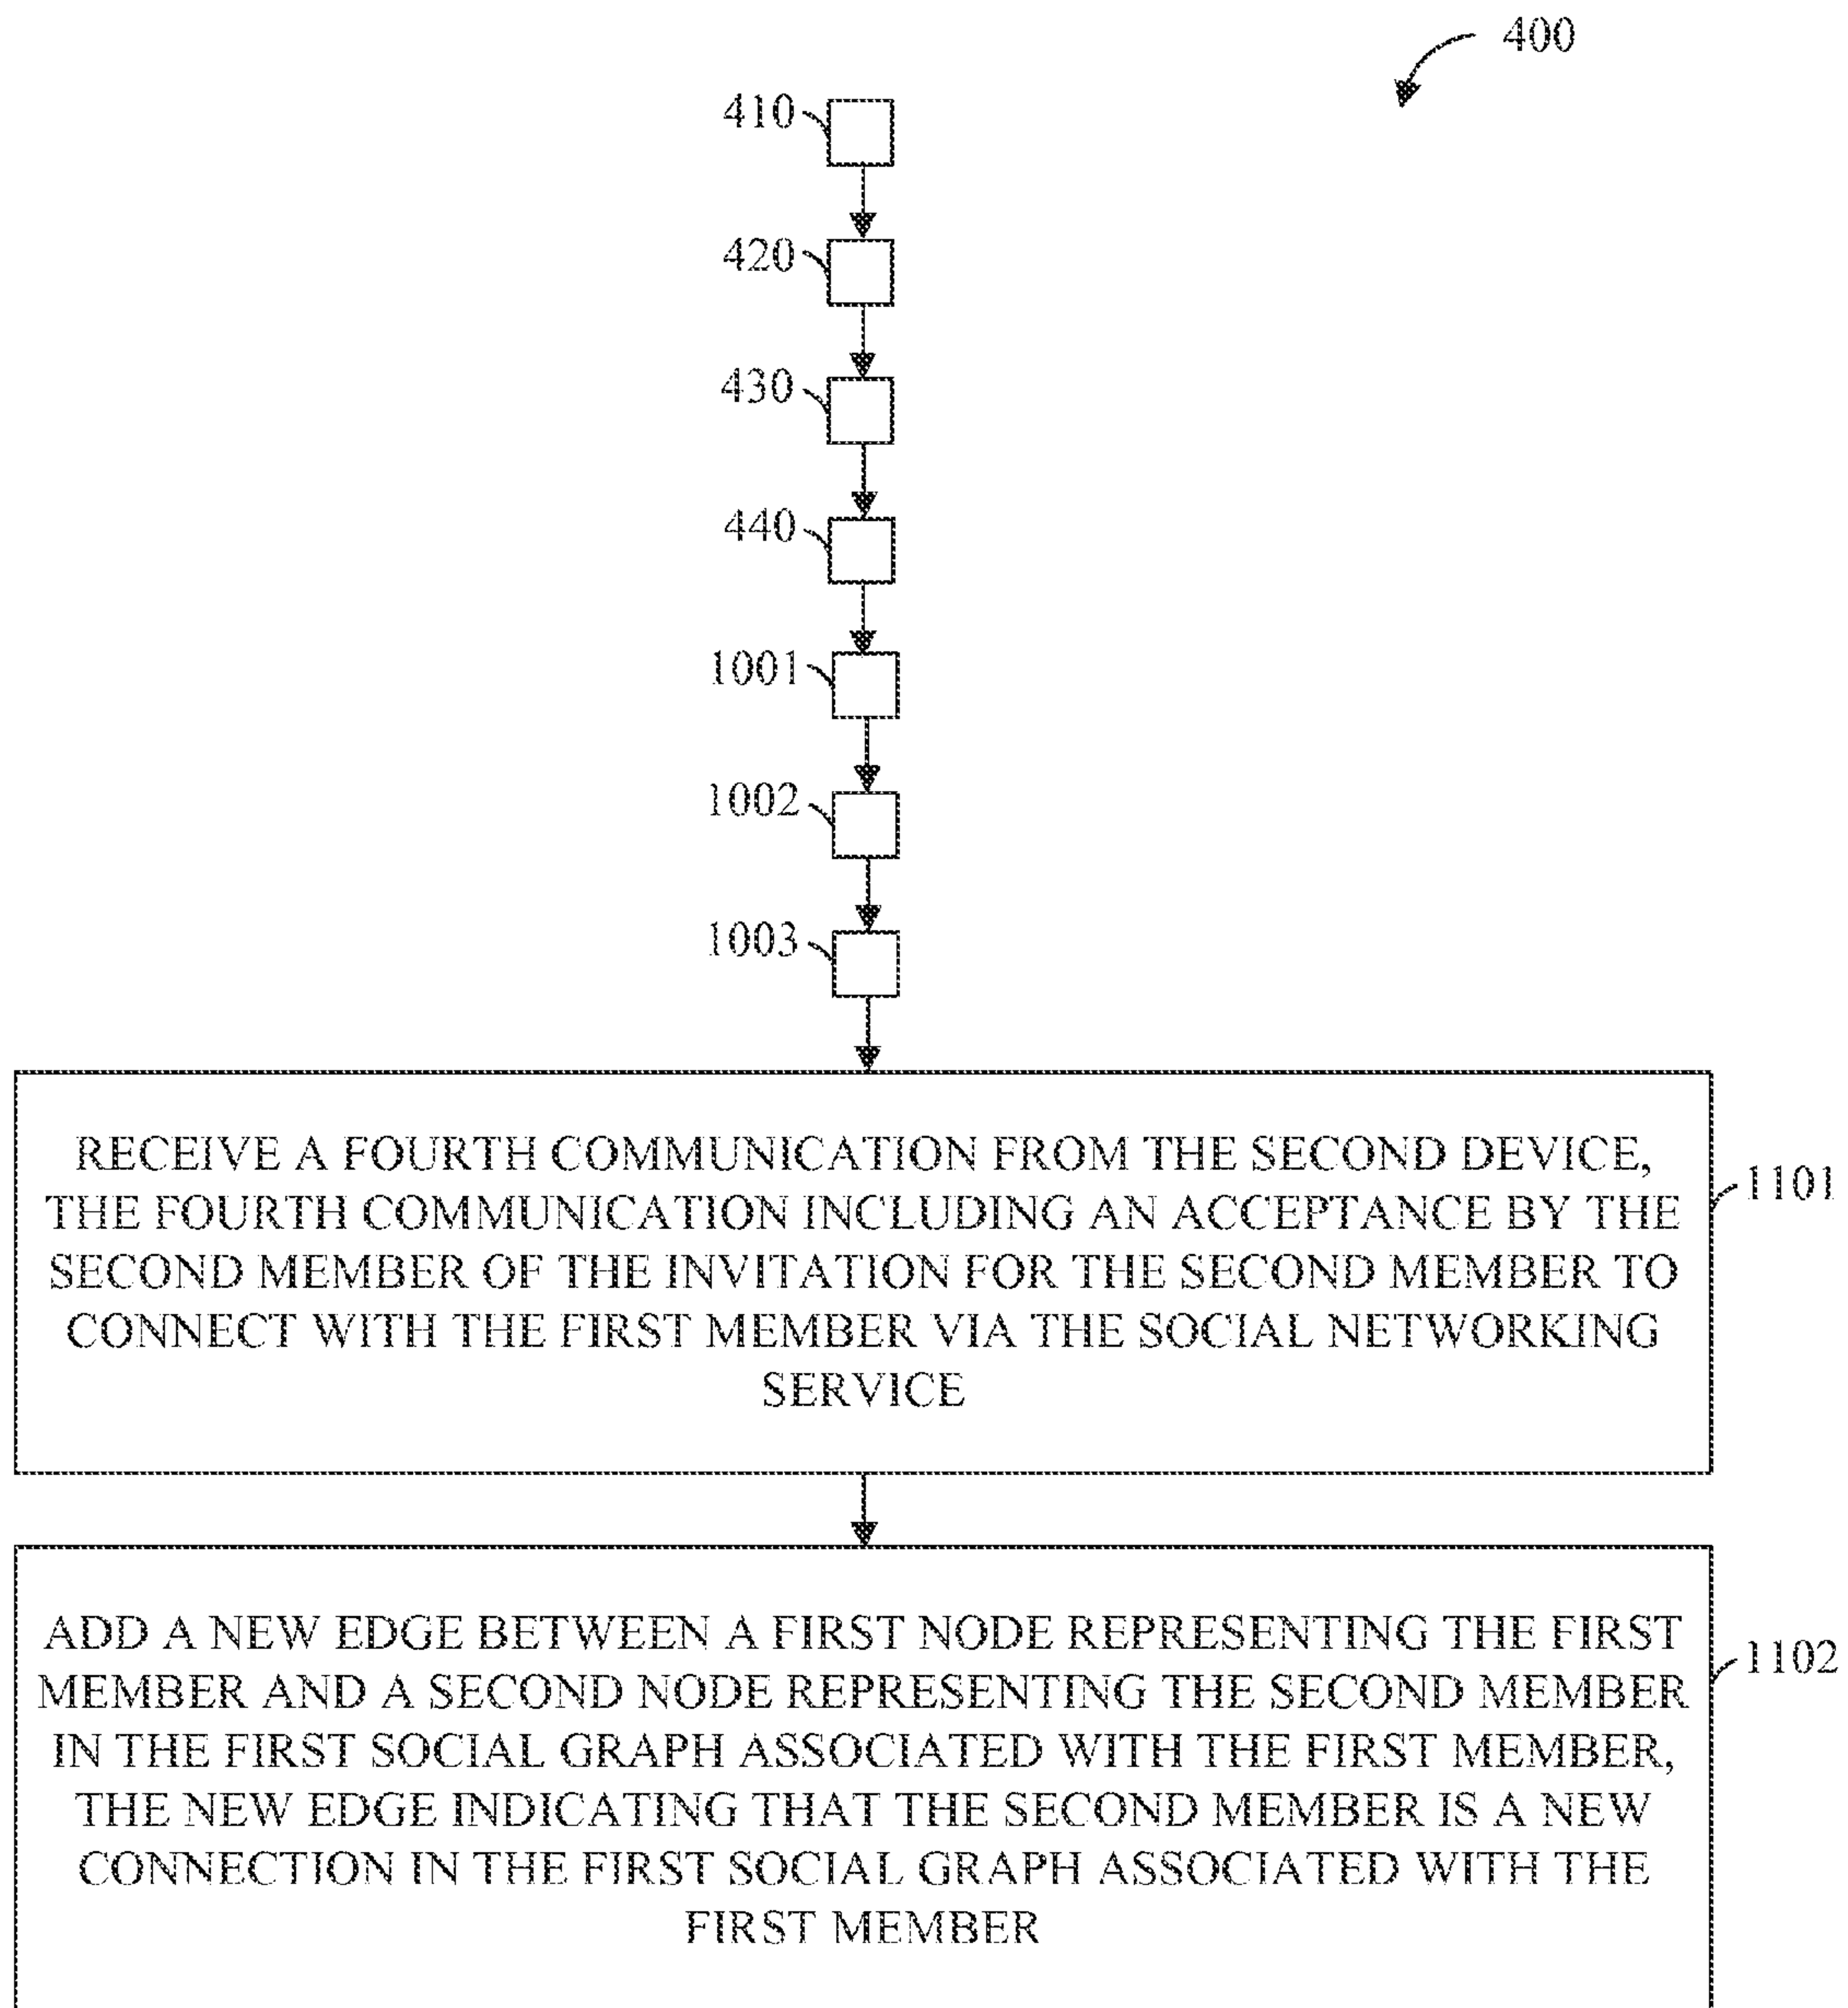 400
410
420
430
440
1001
1002
1003
RECEIVE A FOURTH COMMUNICATION FROM THE SECOND DEVICE,
THE FOURTH COMMUNICATION INCLUDING AN ACCEPTANCE BY THE
SECOND MEMBER OF THE INVITATION FOR THE SECOND MEMBER TO
CONNECT WITH THE FIRST MEMBER VIA THE SOCIAL NETWORKING
SERVICE
1101
ADD A NEW EDGE BETWEEN A FIRST NODE REPRESENTING THE FIRST
MEMBER AND A SECOND NODE REPRESENTING THE SECOND MEMBER
IN THE FIRST SOCIAL GRAPH ASSOCIATED WITH THE FIRST MEMBER,
THE NEW EDGE INDICATING THAT THE SECOND MEMBER IS A NEW
CONNECTION IN THE FIRST SOCIAL GRAPH ASSOCIATED WITH THE
FIRST MEMBER
1102